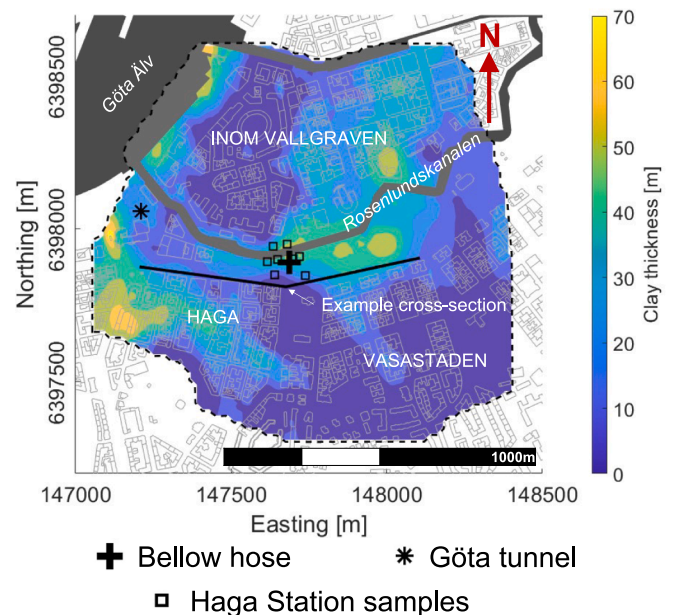 70
60
50
40
30
20
10
0
Clay thickness [m]
N
Göta Älv
INOM VALLGRAVEN
Rosenlundskanalen
Example cross-section
HAGA
VASASTADEN
1000m
6398500
6398000
6397500
Northing [m]
147000 147500 148000 148500
Easting [m]
Bellow hose Göta tunnel
Haga Station samples